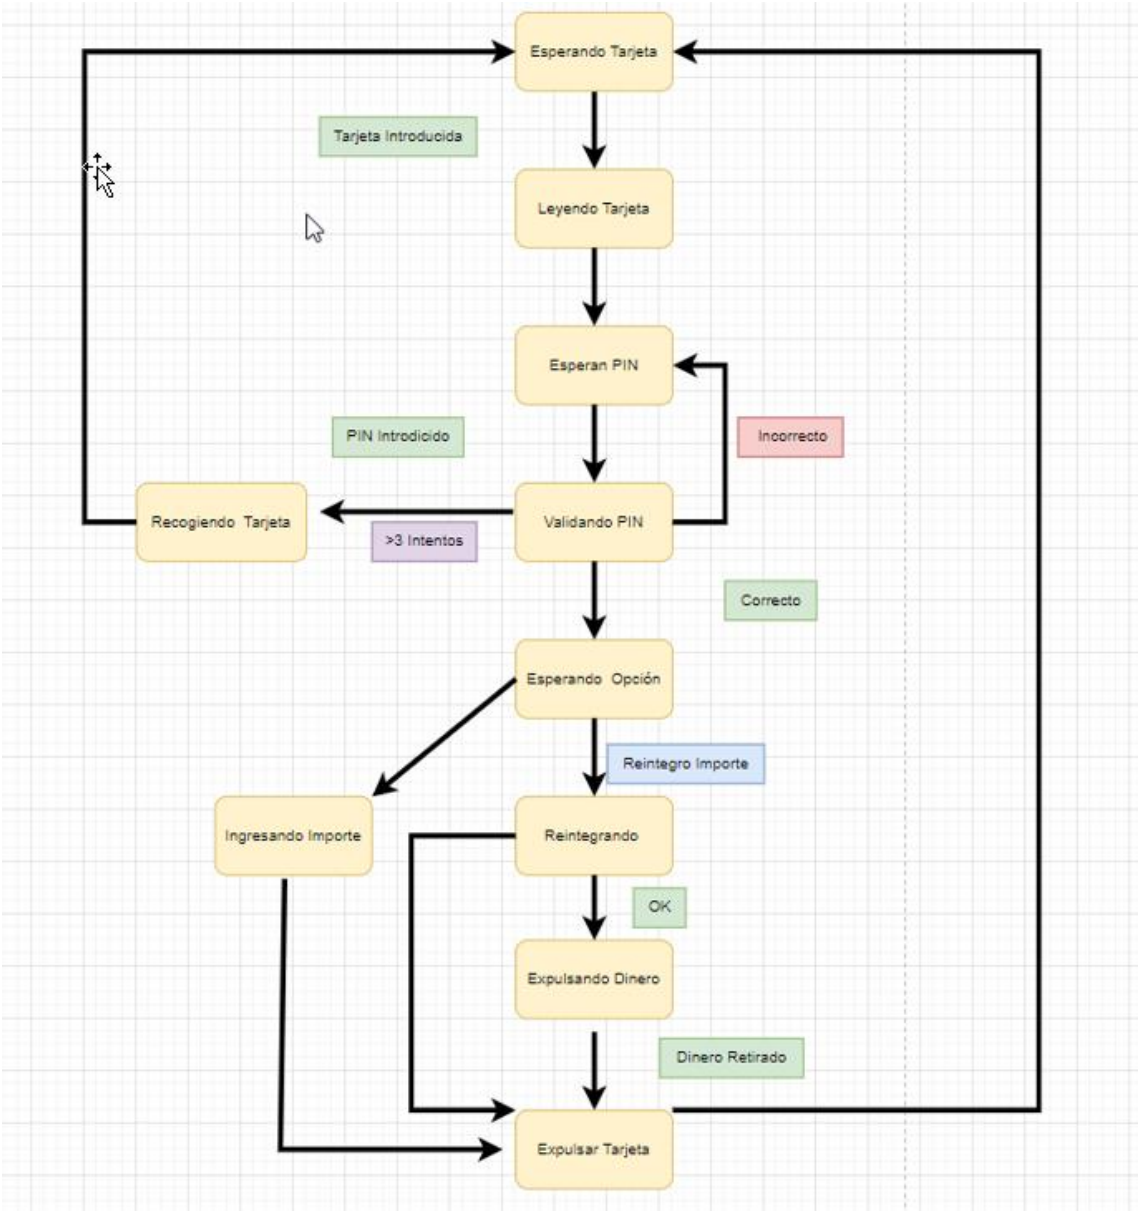 Esperando Tarjeta
Tarjeta Introducida
Leyendo Tarjeta
Esperan PIN
PIN Introdicido
Incorrecto
Recogiendo Tarjeta
Validando PIN
>3 Intentos
Correcto
Esperando Opción
Reintegro Importe
Ingresando Importe
Reintegrando
OK
Expulsando Dinero
Dinero Retirado
Expulsar Tarjeta